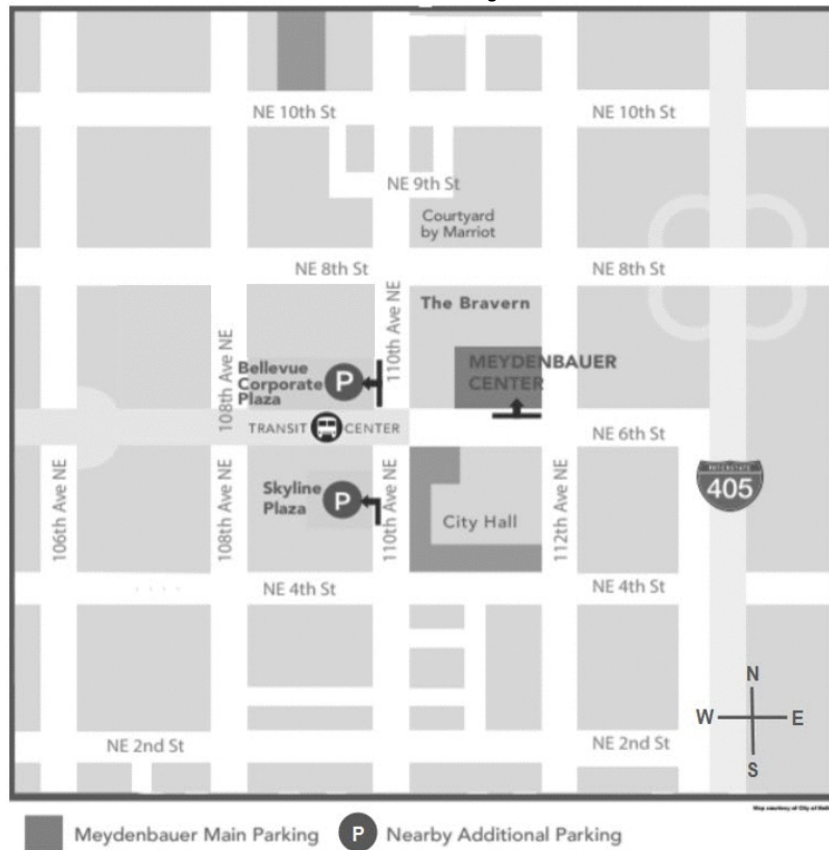 NE 10th St
NE 10th St
NE 9th St
Courtyard
by Marriot
NE 8th St
NE 8th St
The Bravern
110th Ave NE
108th Ave NE
Bellevue
Corporate
Plaza
P
MEYDENBAUER
CENTER
TRANSIT
CENTER
NE 6th St
106th Ave NE
108th Ave NE
Skyline
Plaza
P
110th Ave NE
City Hall
112th Ave NE
INTERSTATE
405
NE 4th St
NE 4th St
N
W
E
S
NE 2nd St
NE 2nd St
Meydenbauer Main Parking
P
Nearby Additional Parking